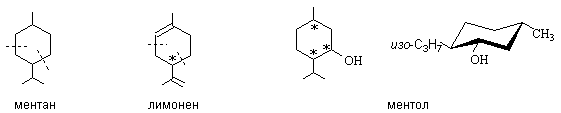 * * * *
OH
изо-C₃H₇
OH
CH₃
ментан лимонен ментол